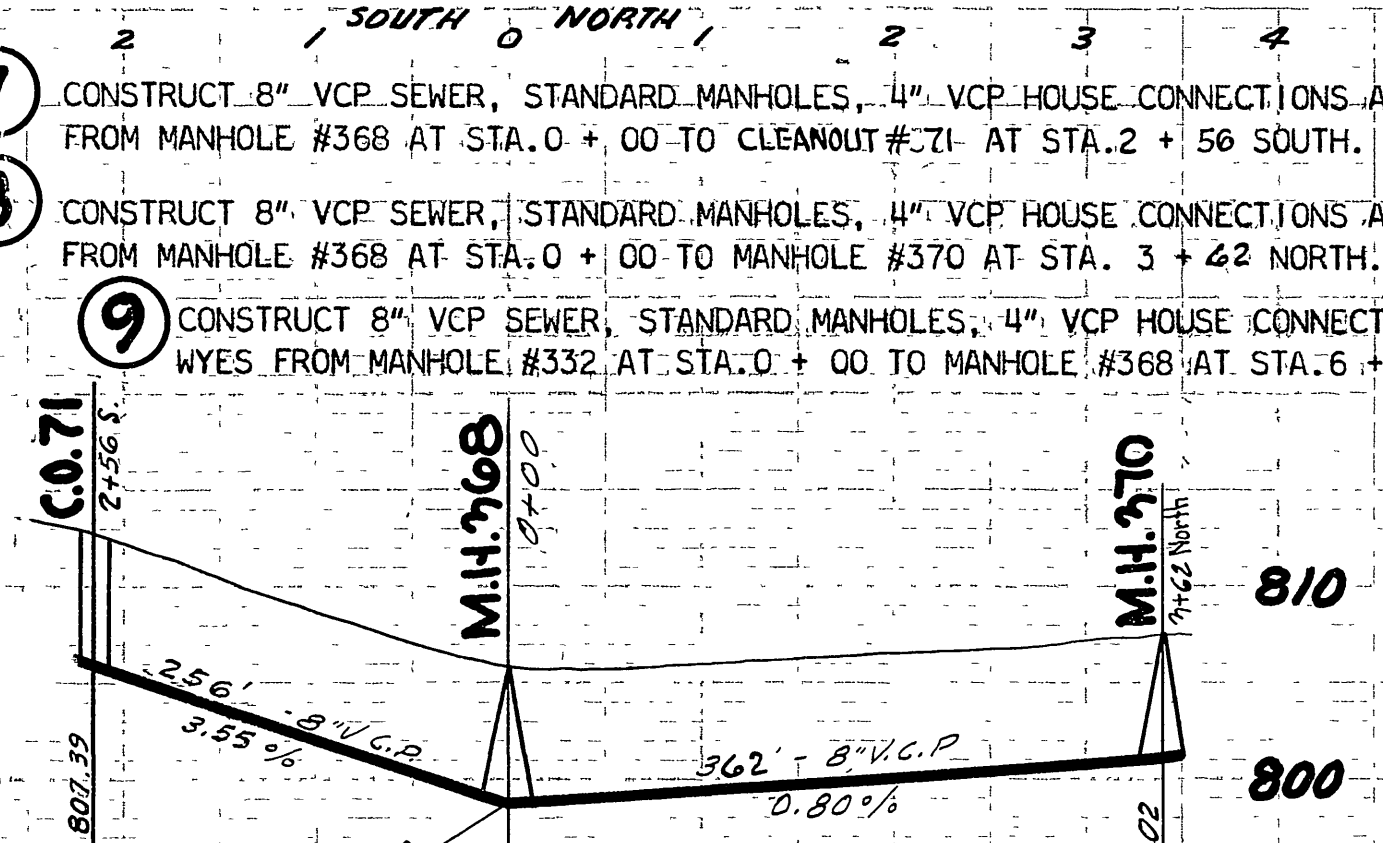 SOUTH NORTH
2 1 0 1 2 3 4
CONSTRUCT 8" VCP SEWER, STANDARD MANHOLES, 4" VCP HOUSE CONNECTIONS A
FROM MANHOLE #368 AT STA. 0 + 00 TO CLEANOUT #71 AT STA. 2 + 56 SOUTH.
CONSTRUCT 8" VCP SEWER, STANDARD MANHOLES, 4" VCP HOUSE CONNECTIONS A
FROM MANHOLE #368 AT STA. 0 + 00 TO MANHOLE #370 AT STA. 3 + 62 NORTH.
9 CONSTRUCT 8" VCP SEWER, STANDARD MANHOLES, 4" VCP HOUSE CONNECT
WYES FROM MANHOLE #332 AT STA. 0 + 00 TO MANHOLE #368 AT STA. 6 +
C.O. 71
2+56 S.
M.H. 368
0+00
M.H. 370
3+62 North
810
256' - 8" V.C.P.
3.55 %
362' - 8" V.C.P
0.80 %
800
807.39
02